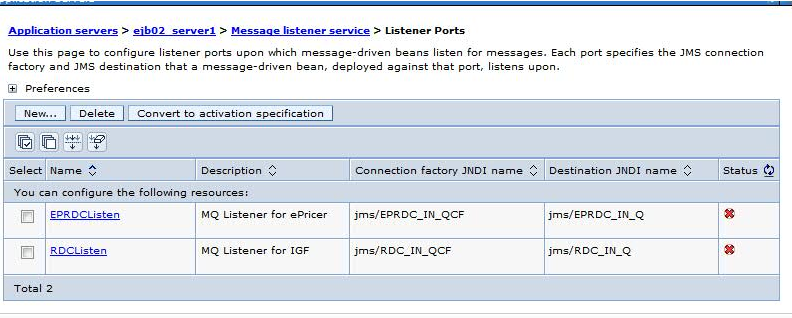 Application servers > ejb02_server1 > Message listener service > Listener Ports
Use this page to configure listener ports upon which message-driven beans listen for messages. Each port specifies the JMS connection
factory and JMS destination that a message-driven bean, deployed against that port, listens upon.
Preferences
New... Delete Convert to activation specification
Select Name Description Connection factory JNDI name Destination JNDI name Status
You can configure the following resources:
EPRDCListen MQ Listener for ePricer jms/EPRDC_IN_QCF jms/EPRDC_IN_Q
RDCListen MQ Listener for IGF jms/RDC_IN_QCF jms/RDC_IN_Q
Total 2